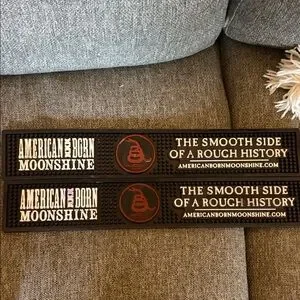 AMERICAN BORN
MOONSHINE
THE SMOOTH SIDE
OF A ROUGH HISTORY
AMERICANBORNMOONSHINE.COM
AMERICAN BORN
MOONSHINE
THE SMOOTH SIDE
OF A ROUGH HISTORY
AMERICANBORNMOONSHINE.COM